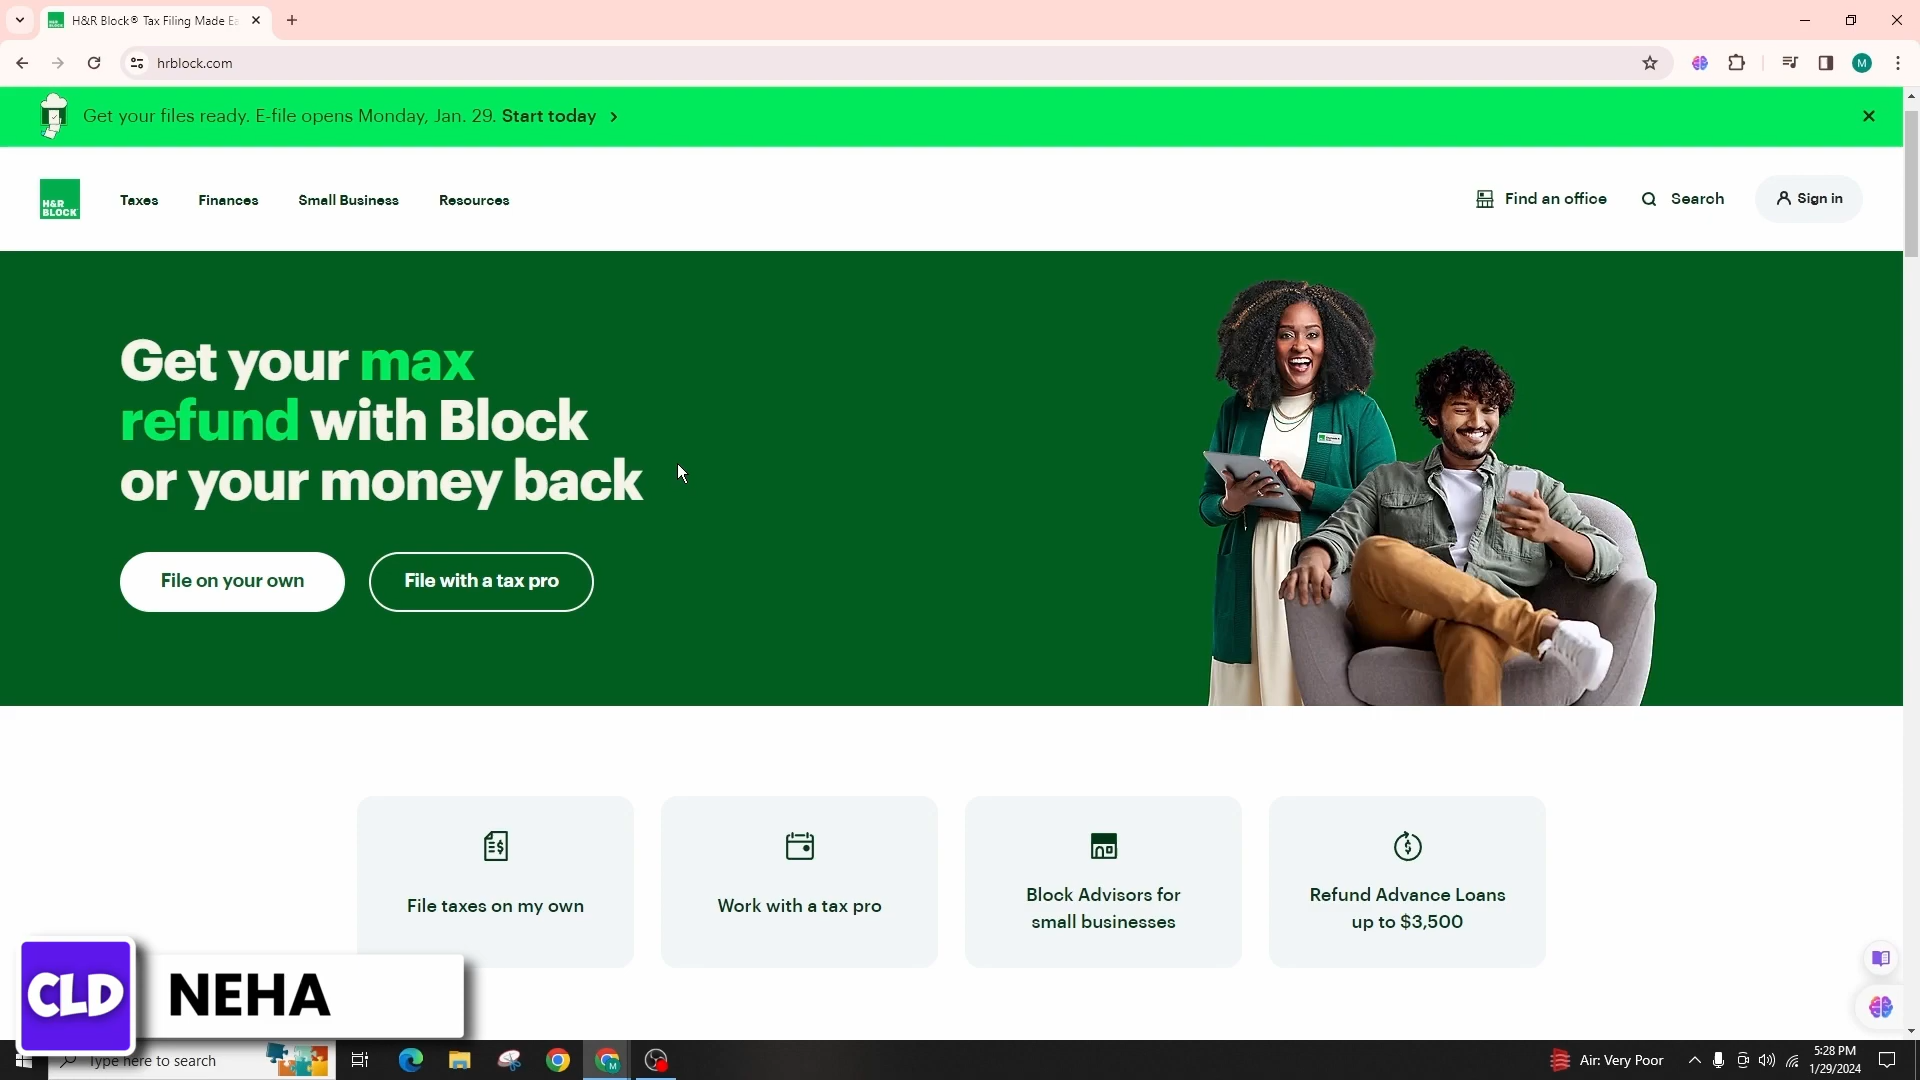 H&R Block® Tax Filing Made Ea
hrblock.com
M
Get your files ready. E-file opens Monday, Jan. 29. Start today
H&R
BLOCK
Taxes
Finances
Small Business
Resources
Find an office
Search
Sign in
Get your max
refund with Block
or your money back
File on your own
File with a tax pro
File taxes on my own
Work with a tax pro
Block Advisors for
small businesses
Refund Advance Loans
up to $3,500
CLD
NEHA
Type here to search
M
Air: Very Poor
5:28 PM
1/29/2024